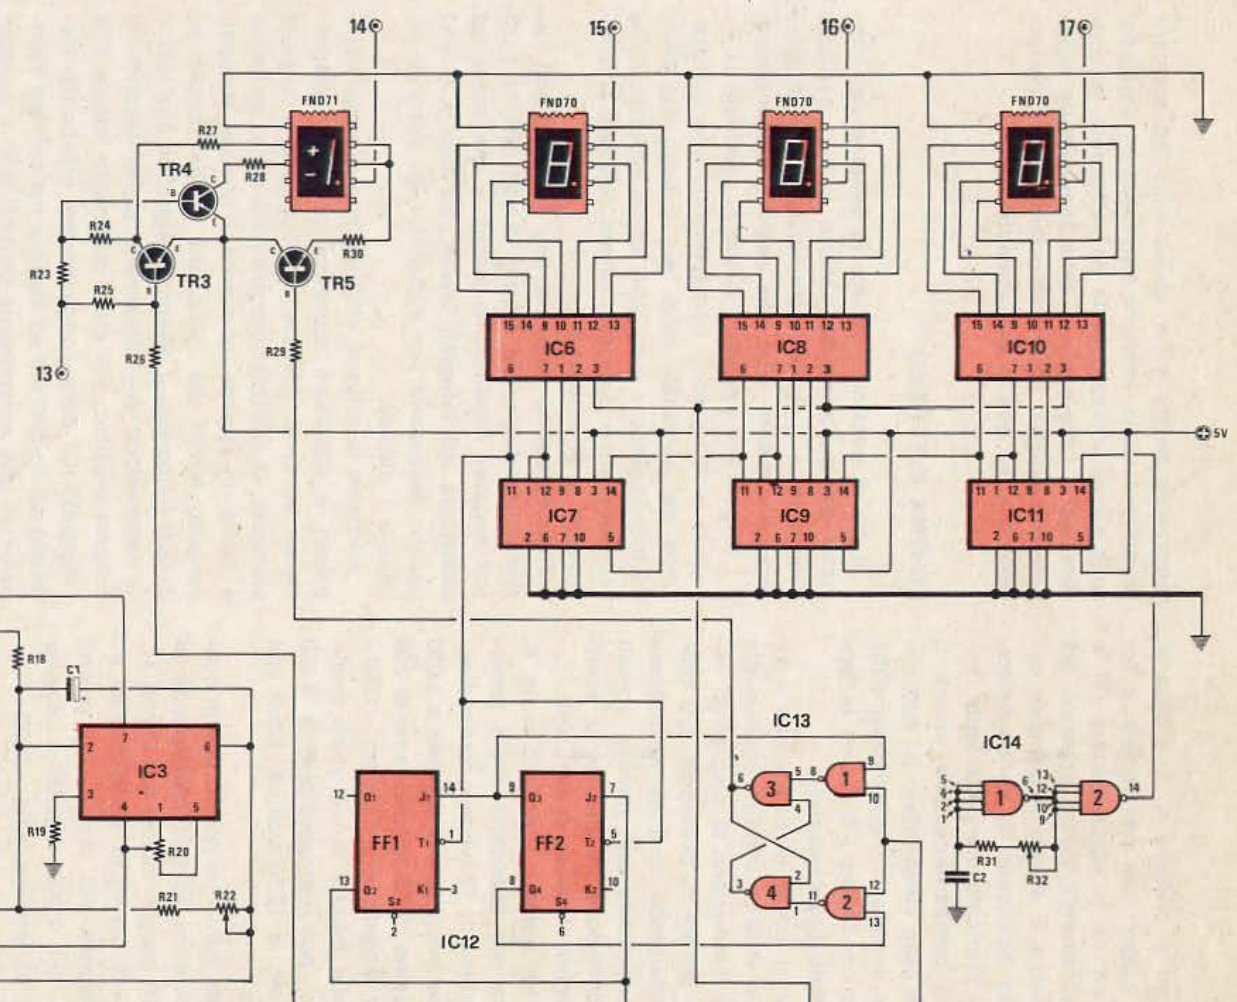 14 15 16 17
FND71 FND70 FND70 FND70
R27
TR4
+ 1. 8. 8. 8.
-
C
B
R28
E
R24
C E C E
R30
R23
TR3 TR5
R25
B B
R26 R29
13
15 14 9 10 11 12 13
IC6
6 7 1 2 3
15 14 9 10 11 12 13
IC8
6 7 1 2 3
15 14 9 10 11 12 13
IC10
6 7 1 2 3
+ 5V
11 1 12 9 8 3 14
IC7
2 6 7 10 5
11 1 12 9 8 3 14
IC9
2 6 7 10 5
11 1 12 9 8 3 14
IC11
2 6 7 10 5
R18
C1
+
7
2 6
IC3
3 4 1 5
R19
R20
R21 R22
12 Q1 J1 14
FF1
T1 1
13 Q2 K1 3
S2
2
9 Q3 J2 7
FF2
T2 5
8 Q4 K2 10
S4
6
IC12
IC13
6 3 5 8 1 9
4 10
3 4 2 11 2 12
1 13
IC14
5 4 2 1
1
6 13 12 10 9
2 14
R31
R32
C2